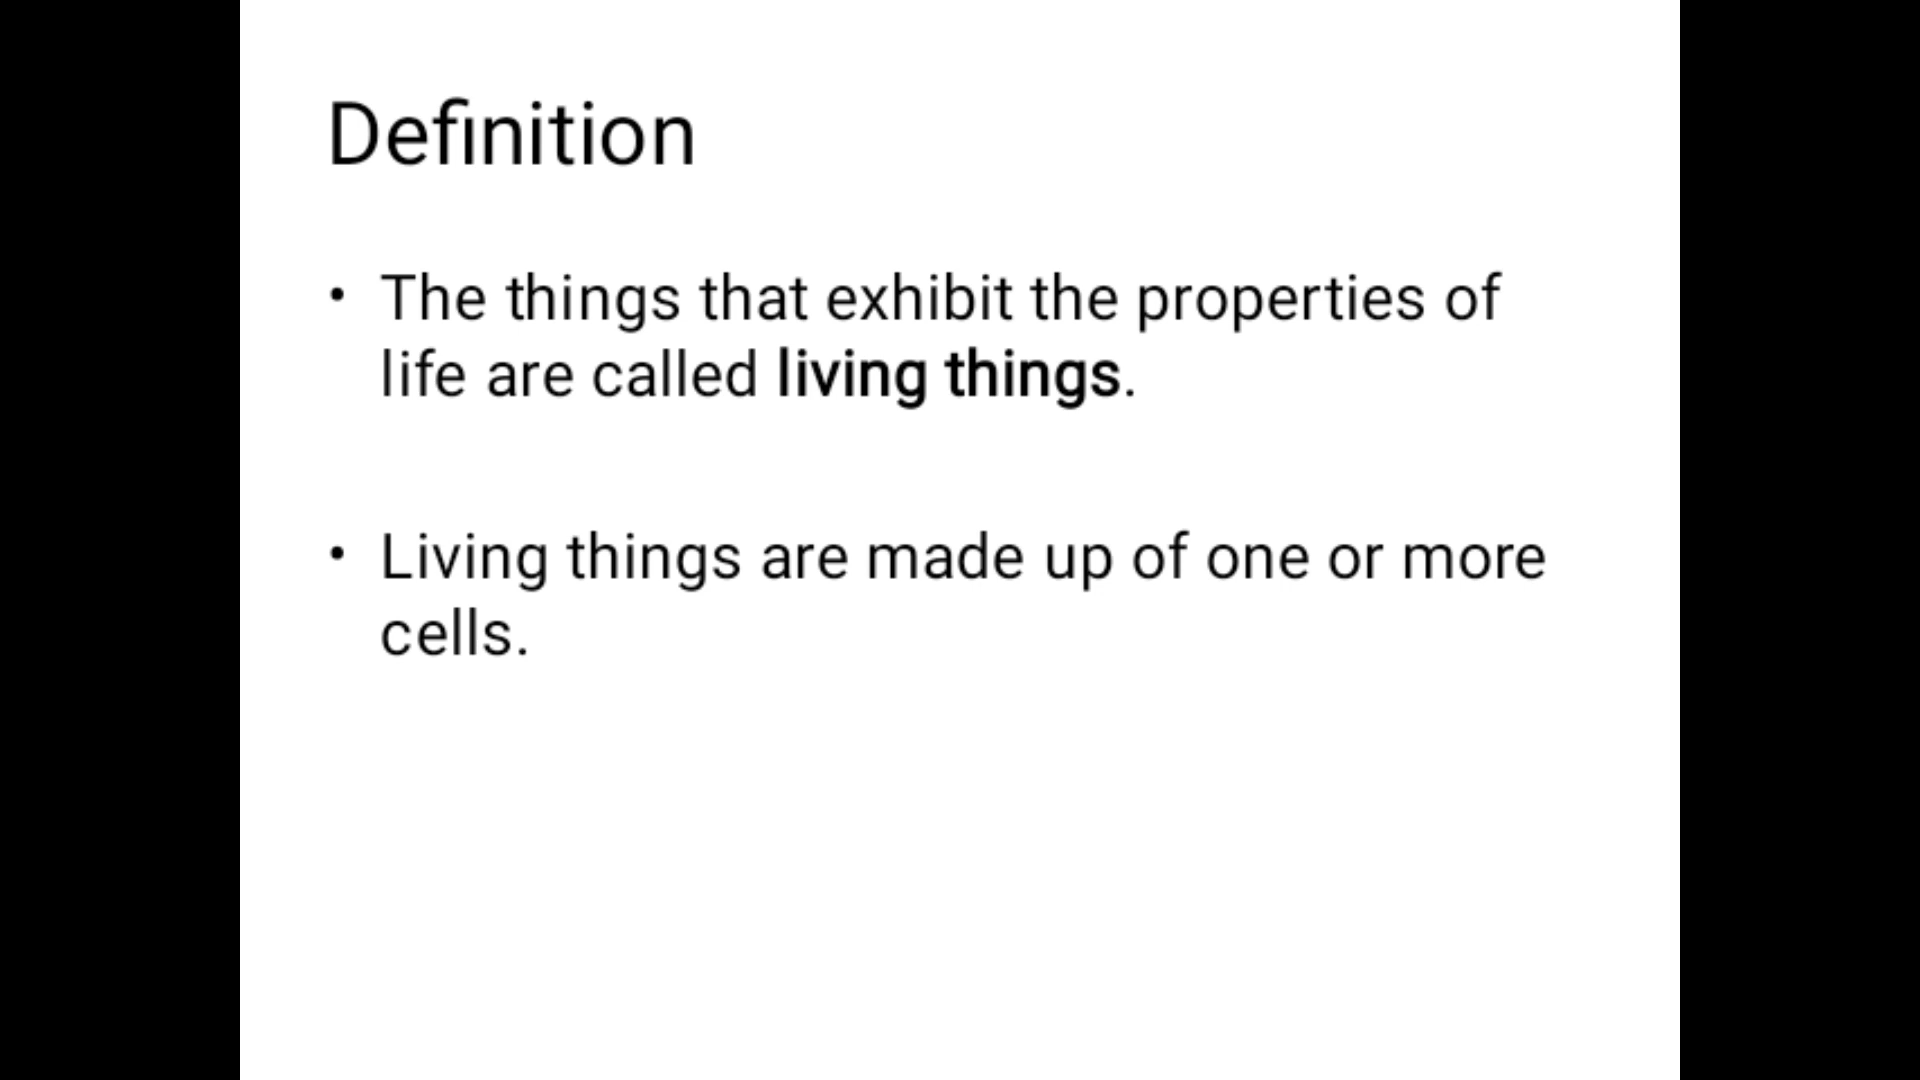 Definition
• The things that exhibit the properties of
life are called living things.
• Living things are made up of one or more
cells.